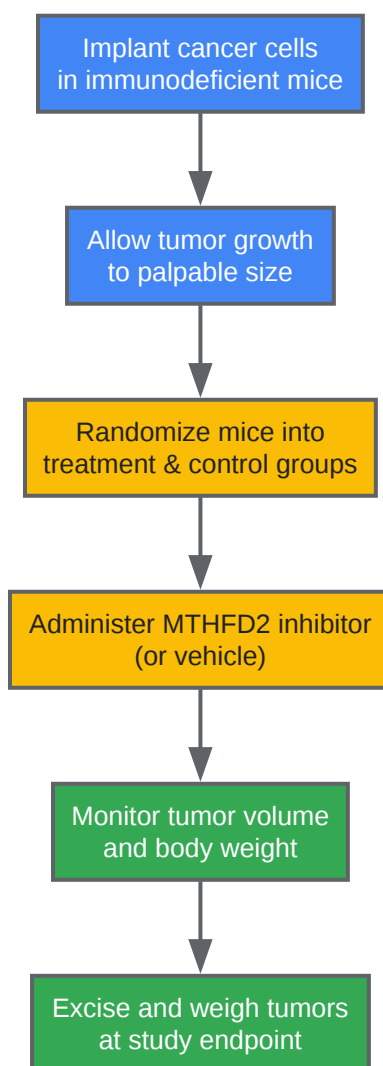 Implant cancer cells
in immunodeficient mice
Allow tumor growth
to palpable size
Randomize mice into
treatment & control groups
Administer MTHFD2 inhibitor
(or vehicle)
Monitor tumor volume
and body weight
Excise and weigh tumors
at study endpoint